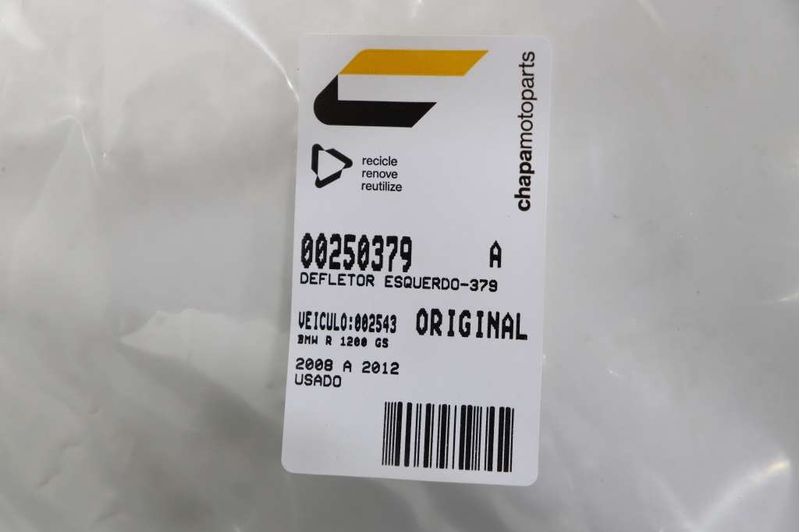 chapamotoparts
recicle
renove
reutilize
00250379 A
DEFLETOR ESQUERDO-379
VEICULO:002543 ORIGINAL
BMW R 1200 GS
2008 A 2012
USADO